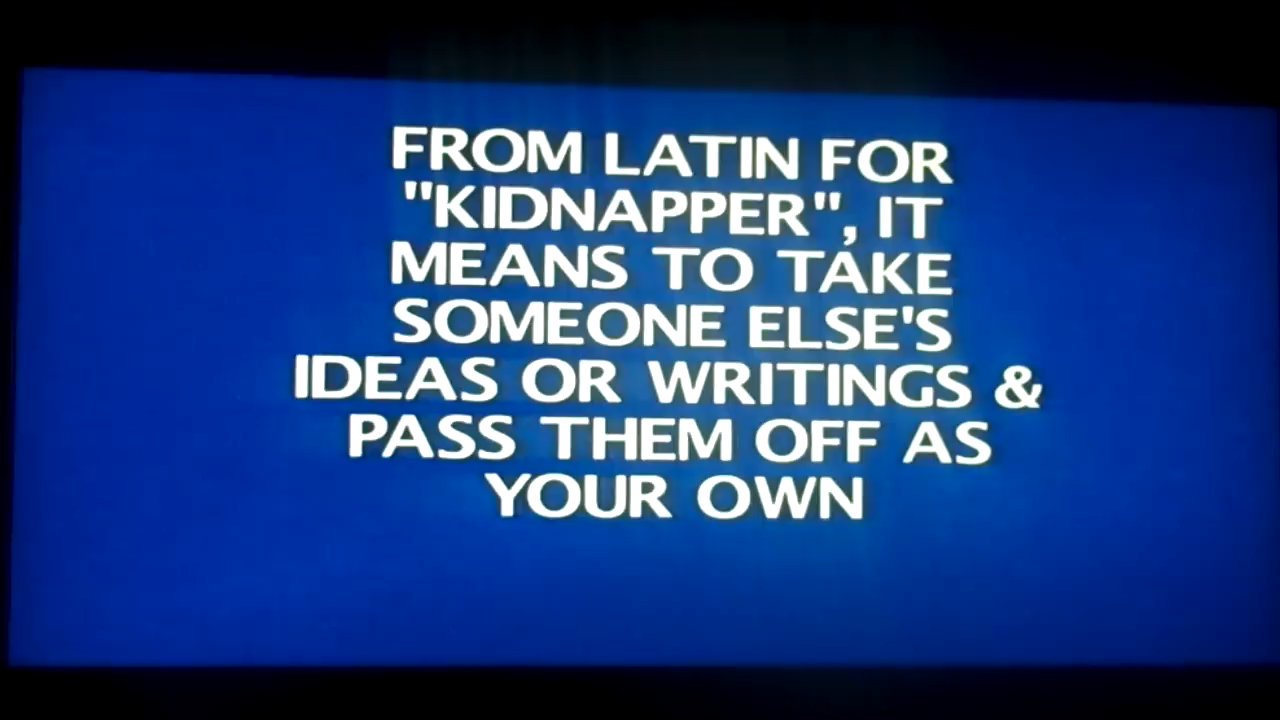 FROM LATIN FOR
"KIDNAPPER", IT
MEANS TO TAKE
SOMEONE ELSE'S
IDEAS OR WRITINGS &
PASS THEM OFF AS
YOUR OWN